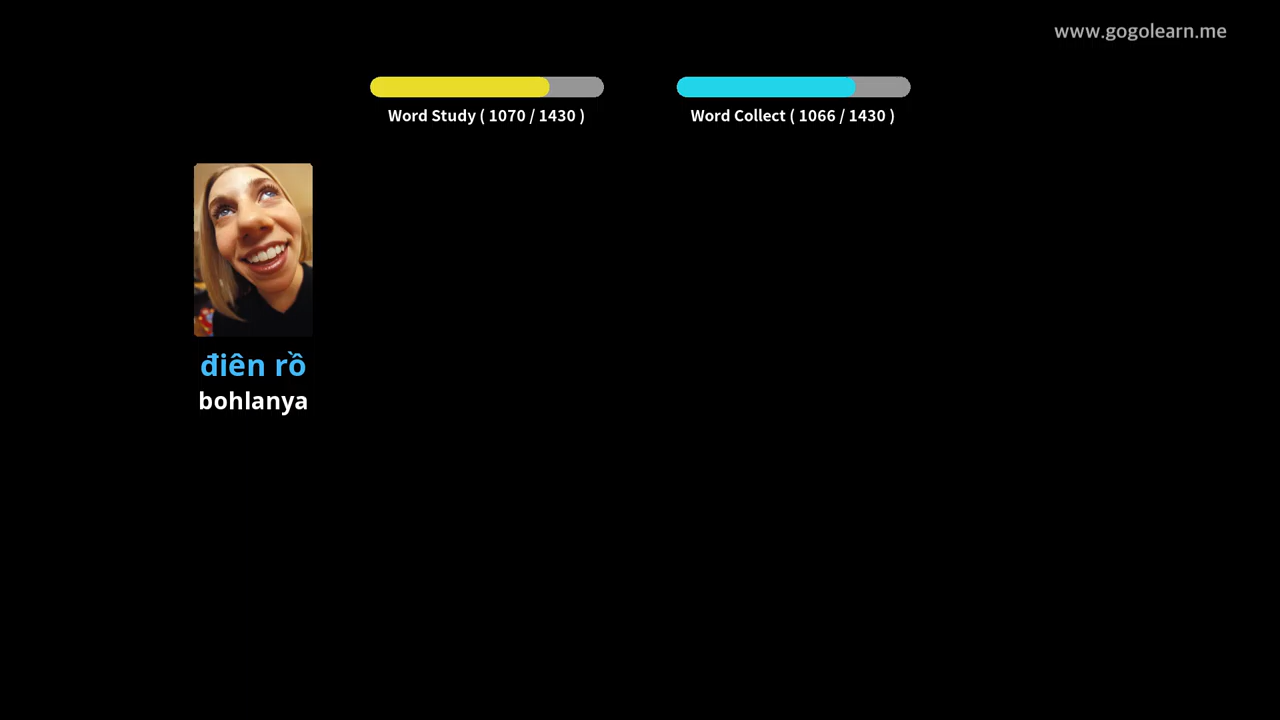 www.gogolearn.me
Word Study ( 1070 / 1430 )
Word Collect ( 1066 / 1430 )
điên rồ
bohlanya